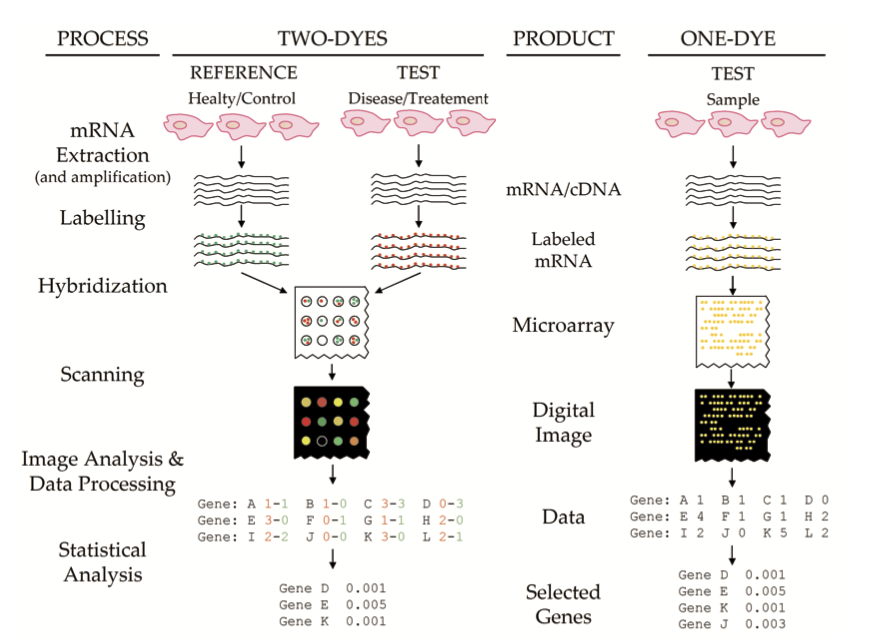 PROCESS
TWO-DYES
PRODUCT
ONE-DYE
REFERENCE
TEST
TEST
Healty/Control
Disease/Treatement
Sample
mRNA
Extraction
(and amplification)
mRNA/cDNA
Labelling
Labeled
mRNA
Hybridization
Microarray
Scanning
Digital
Image
Image Analysis &
Data Processing
Gene: A 1-1 B 1-0 C 3-3 D 0-3
Gene: E 3-0 F 0-1 G 1-1 H 2-0
Gene: I 2-2 J 0-0 K 3-0 L 2-1
Data
Gene: A 1 B 1 C 1 D 0
Gene: E 4 F 1 G 1 H 2
Gene: I 2 J 0 K 5 L 2
Statistical
Analysis
Gene D 0.001
Gene E 0.005
Gene K 0.001
Selected
Genes
Gene D 0.001
Gene E 0.005
Gene K 0.001
Gene J 0.003